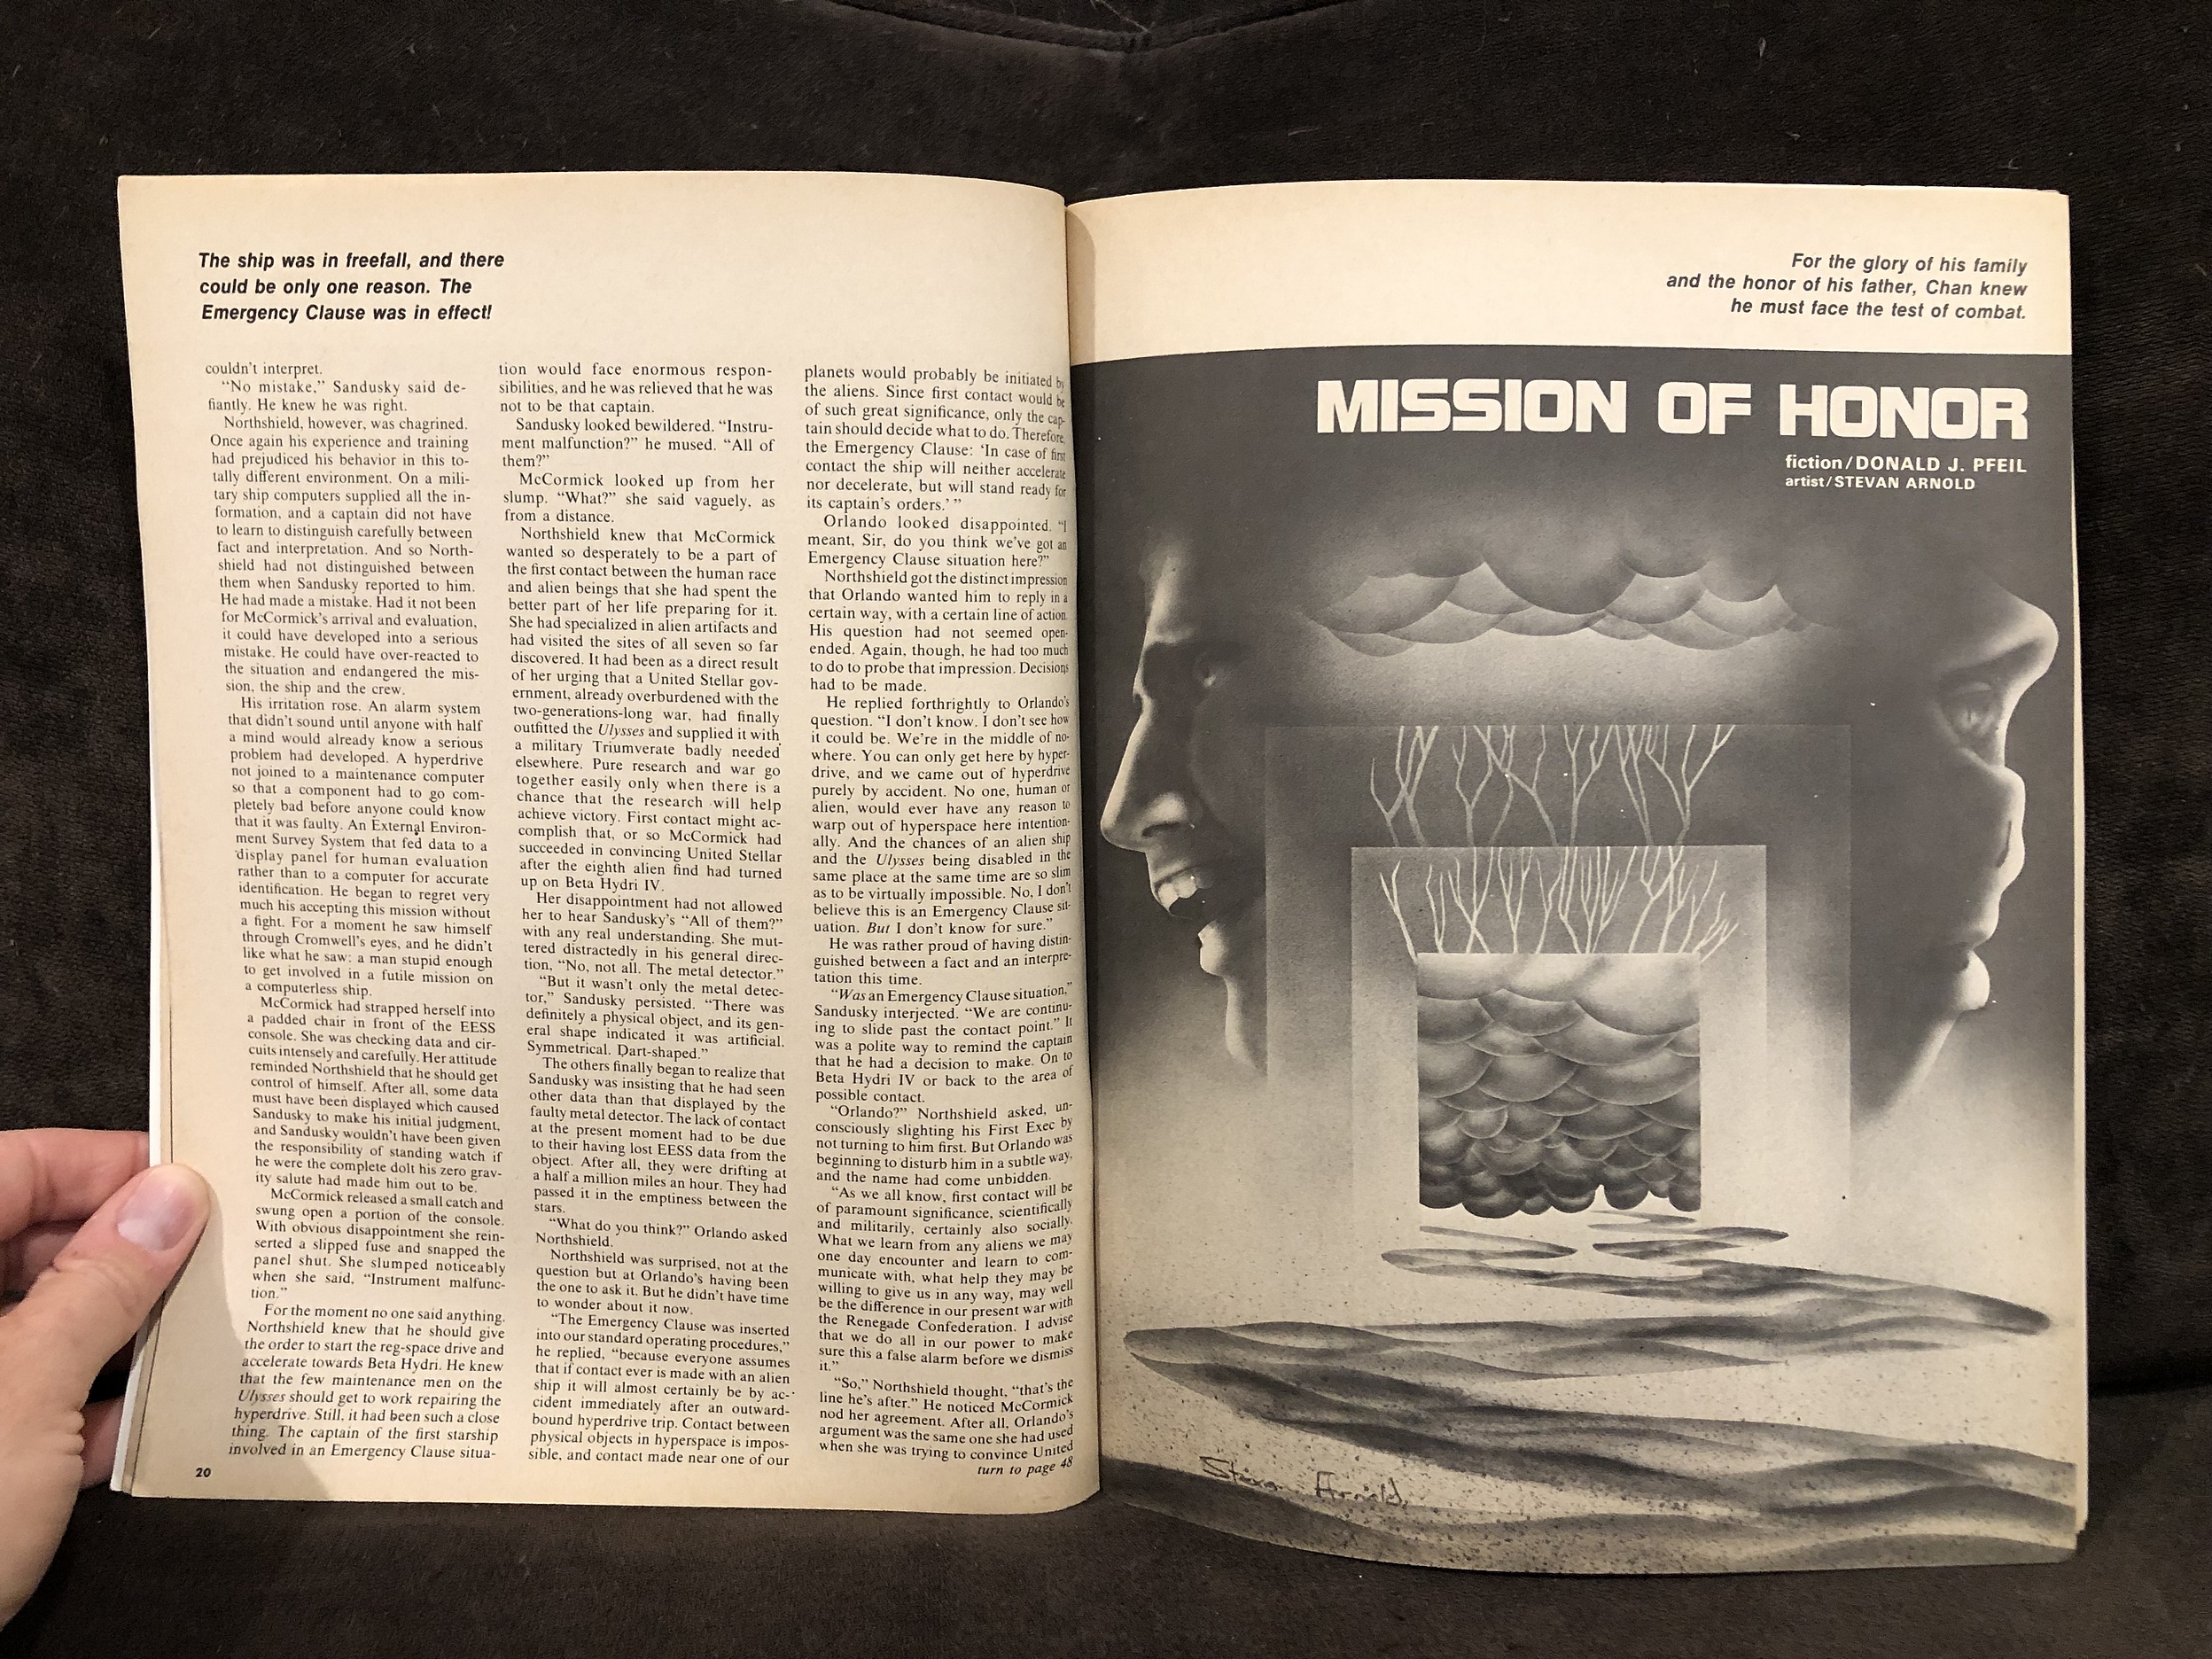 The ship was in freefall, and there
could be only one reason. The
Emergency Clause was in effect!
couldn't interpret.
"No mistake," Sandusky said de-
fiantly. He knew he was right.
Northshield, however, was chagrined.
Once again his experience and training
had prejudiced his behavior in this to-
tally different environment. On a mili-
tary ship computers supplied all the in-
formation, and a captain did not have
to learn to distinguish carefully between
fact and interpretation. And so North-
shield had not distinguished between
them when Sandusky reported to him.
He had made a mistake. Had it not been
for McCormick's arrival and evaluation,
it could have developed into a serious
mistake. He could have over-reacted to
the situation and endangered the mis-
sion, the ship and the crew.
His irritation rose. An alarm system
that didn't sound until anyone with half
a mind would already know a serious
problem had developed. A hyperdrive
not joined to a maintenance computer
so that a component had to go com-
pletely bad before anyone could know
that it was faulty. An External Environ-
ment Survey System that fed data to a
display panel for human evaluation
rather than to a computer for accurate
identification. He began to regret very
much his accepting this mission without
a fight. For a moment he saw himself
through Cromwell's eyes, and he didn't
like what he saw: a man stupid enough
to get involved in a futile mission on
a computerless ship.
McCormick had strapped herself into
a padded chair in front of the EESS
console. She was checking data and cir-
cuits intensely and carefully. Her attitude
reminded Northshield that he should get
control of himself. After all, some data
must have been displayed which caused
Sandusky to make his initial judgment,
and Sandusky wouldn't have been given
the responsibility of standing watch if
he were the complete dolt his zero grav-
ity salute had made him out to be.
McCormick released a small catch and
swung open a portion of the console.
With obvious disappointment she rein-
serted a slipped fuse and snapped the
panel shut. She slumped noticeably
when she said, "Instrument malfunc-
tion."
For the moment no one said anything.
Northshield knew that he should give
the order to start the reg-space drive and
accelerate towards Beta Hydri. He knew
that the few maintenance men on the
Ulysses should get to work repairing the
hyperdrive. Still, it had been such a close
thing. The captain of the first starship
involved in an Emergency Clause situa-
tion would face enormous respon-
sibilities, and he was relieved that he was
not to be that captain.
Sandusky looked bewildered. "Instru-
ment malfunction?" he mused. "All of
them?"
McCormick looked up from her
slump. "What?" she said vaguely, as
from a distance.
Northshield knew that McCormick
wanted so desperately to be a part of
the first contact between the human race
and alien beings that she had spent the
better part of her life preparing for it.
She had specialized in alien artifacts and
had visited the sites of all seven so far
discovered. It had been as a direct result
of her urging that a United Stellar gov-
ernment, already overburdened with the
two-generations-long war, had finally
outfitted the Ulysses and supplied it with
a military Triumverate badly needed
elsewhere. Pure research and war go
together easily only when there is a
chance that the research will help
achieve victory. First contact might ac-
complish that, or so McCormick had
succeeded in convincing United Stellar
after the eighth alien find had turned
up on Beta Hydri IV.
Her disappointment had not allowed
her to hear Sandusky's "All of them?"
with any real understanding. She mut-
tered distractedly in his general direc-
tion, "No, not all. The metal detector."
"But it wasn't only the metal detec-
tor," Sandusky persisted. "There was
definitely a physical object, and its gen-
eral shape indicated it was artificial.
Symmetrical. Dart-shaped."
The others finally began to realize that
Sandusky was insisting that he had seen
other data than that displayed by the
faulty metal detector. The lack of contact
at the present moment had to be due
to their having lost EESS data from the
object. After all, they were drifting at
a half a million miles an hour. They had
passed it in the emptiness between the
stars.
"What do you think?" Orlando asked
Northshield.
Northshield was surprised, not at the
question but at Orlando's having been
the one to ask it. But he didn't have time
to wonder about it now.
"The Emergency Clause was inserted
into our standard operating procedures,"
he replied, "because everyone assumes
that if contact ever is made with an alien
ship it will almost certainly be by ac-
cident immediately after an outward-
bound hyperdrive trip. Contact between
physical objects in hyperspace is impos-
sible, and contact made near one of our
planets would probably be initiated by
the aliens. Since first contact would be
of such great significance, only the cap-
tain should decide what to do. Therefore,
the Emergency Clause: 'In case of first
contact the ship will neither accelerate
nor decelerate, but will stand ready for
its captain's orders.' "
Orlando looked disappointed. "I
meant, Sir, do you think we've got an
Emergency Clause situation here?"
Northshield got the distinct impression
that Orlando wanted him to reply in a
certain way, with a certain line of action.
His question had not seemed open-
ended. Again, though, he had too much
to do to probe that impression. Decisions
had to be made.
He replied forthrightly to Orlando's
question. "I don't know. I don't see how
it could be. We're in the middle of no-
where. You can only get here by hyper-
drive, and we came out of hyperdrive
purely by accident. No one, human or
alien, would ever have any reason to
warp out of hyperspace here intention-
ally. And the chances of an alien ship
and the Ulysses being disabled in the
same place at the same time are so slim
as to be virtually impossible. No, I don't
believe this is an Emergency Clause sit-
uation. But I don't know for sure."
He was rather proud of having distin-
guished between a fact and an interpre-
tation this time.
"Was an Emergency Clause situation,"
Sandusky interjected. "We are continu-
ing to slide past the contact point." It
was a polite way to remind the captain
that he had a decision to make. On to
Beta Hydri IV or back to the area of
possible contact.
"Orlando?" Northshield asked, un-
consciously slighting his First Exec by
not turning to him first. But Orlando was
beginning to disturb him in a subtle way,
and the name had come unbidden.
"As we all know, first contact will be
of paramount significance, scientifically
and militarily, certainly also socially.
What we learn from any aliens we may
one day encounter and learn to com-
municate with, what help they may be
willing to give us in any way, may well
be the difference in our present war with
the Renegade Confederation. I advise
that we do all in our power to make
sure this a false alarm before we dismiss
it."
"So," Northshield thought, "that's the
line he's after." He noticed McCormick
nod her agreement. After all, Orlando's
argument was the same one she had used
when she was trying to convince United
turn to page 48
20
For the glory of his family
and the honor of his father, Chan knew
he must face the test of combat.
MISSION OF HONOR
fiction/DONALD J. PFEIL
artist/STEVAN ARNOLD
Stevan Arnold